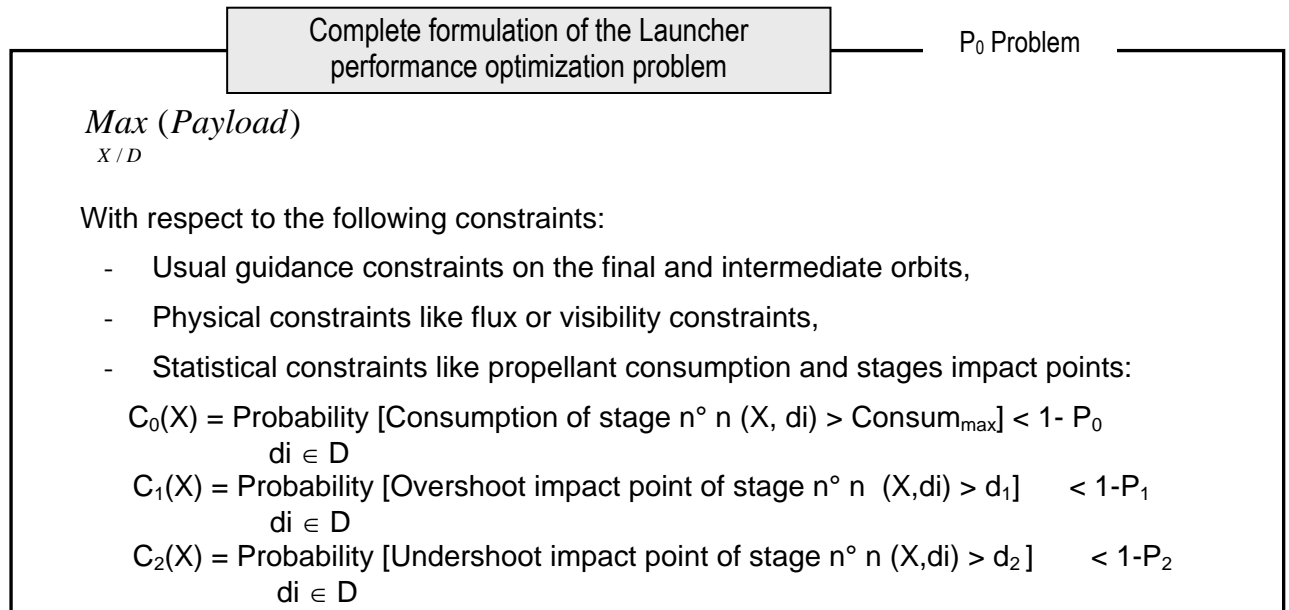 Complete formulation of the Launcher
performance optimization problem
P₀ Problem
Max (Payload)
X / D
With respect to the following constraints:
- Usual guidance constraints on the final and intermediate orbits,
- Physical constraints like flux or visibility constraints,
- Statistical constraints like propellant consumption and stages impact points:
C₀(X) = Probability [Consumption of stage n° n (X, di) > Consumₘₐₓ] < 1- P₀
di ∈ D
C₁(X) = Probability [Overshoot impact point of stage n° n (X,di) > d₁] < 1-P₁
di ∈ D
C₂(X) = Probability [Undershoot impact point of stage n° n (X,di) > d₂ ] < 1-P₂
di ∈ D